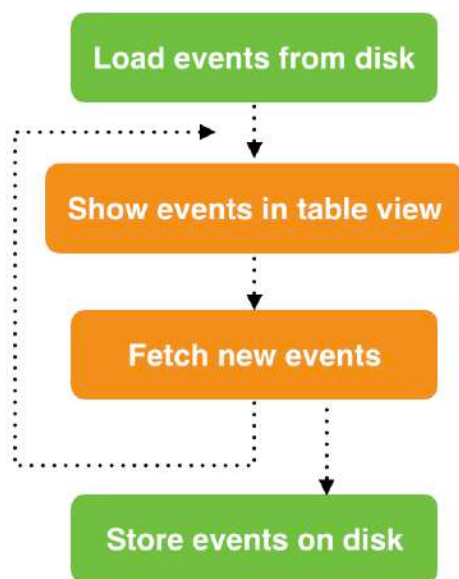 Load events from disk
Show events in table view
Fetch new events
Store events on disk